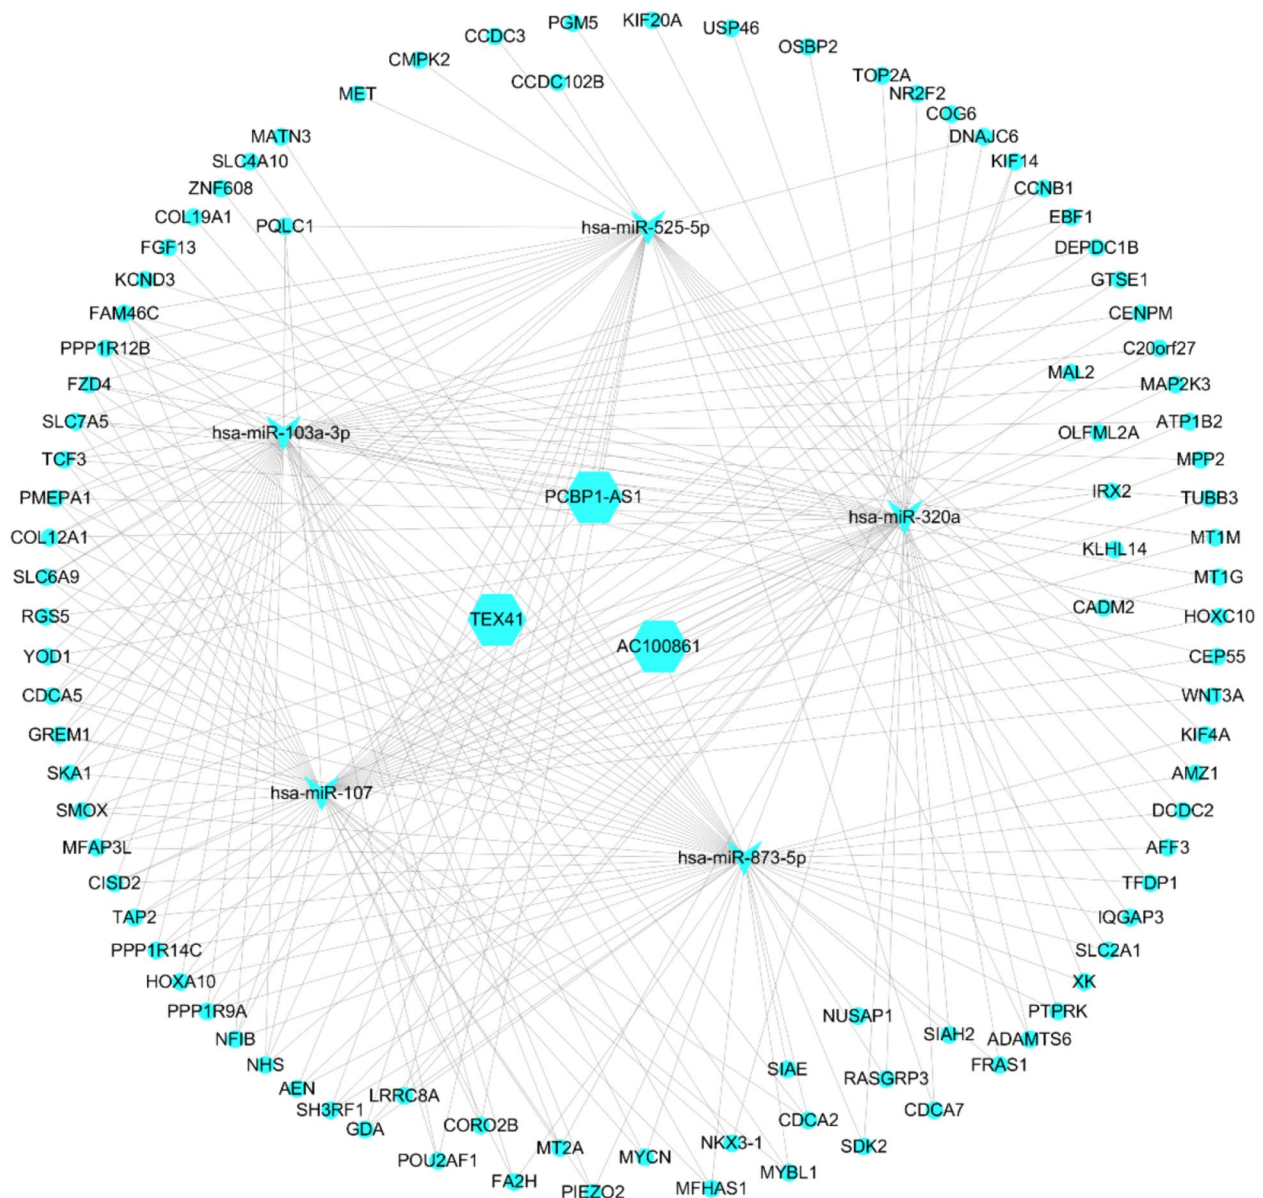 KIF20A
PGM5
USP46
CCDC3
OSBP2
CMPK2
TOP2A
CCDC102B
NR2F2
MET
COG6
MATN3
DNAJC6
SLC4A10
KIF14
ZNF608
CCNB1
COL19A1
EBF1
PQLC1
hsa-miR-525-5p
FGF13
DEPDC1B
KCND3
GTSE1
FAM46C
CENPM
PPP1R12B
C20orf27
MAL2
FZD4
MAP2K3
SLC7A5
ATP1B2
hsa-miR-103a-3p
OLFML2A
TCF3
MPP2
IRX2
PMEPA1
PCBP1-AS1
TUBB3
hsa-miR-320a
COL12A1
MT1M
KLHL14
SLC6A9
MT1G
CADM2
RGS5
HOXC10
TEX41
AC100861
YOD1
CEP55
CDCA5
WNT3A
GREM1
KIF4A
SKA1
AMZ1
hsa-miR-107
SMOX
DCDC2
MFAP3L
AFF3
hsa-miR-873-5p
CISD2
TFDP1
TAP2
IQGAP3
PPP1R14C
SLC2A1
HOXA10
XK
PPP1R9A
PTPRK
NUSAP1
NFIB
SIAH2
ADAMTS6
NHS
FRAS1
SIAE
RASGRP3
AEN
LRRC8A
SH3RF1
CDCA7
CDCA2
GDA
CORO2B
NKX3-1
SDK2
MT2A
MYCN
POU2AF1
MYBL1
FA2H
MFHAS1
PIEZO2